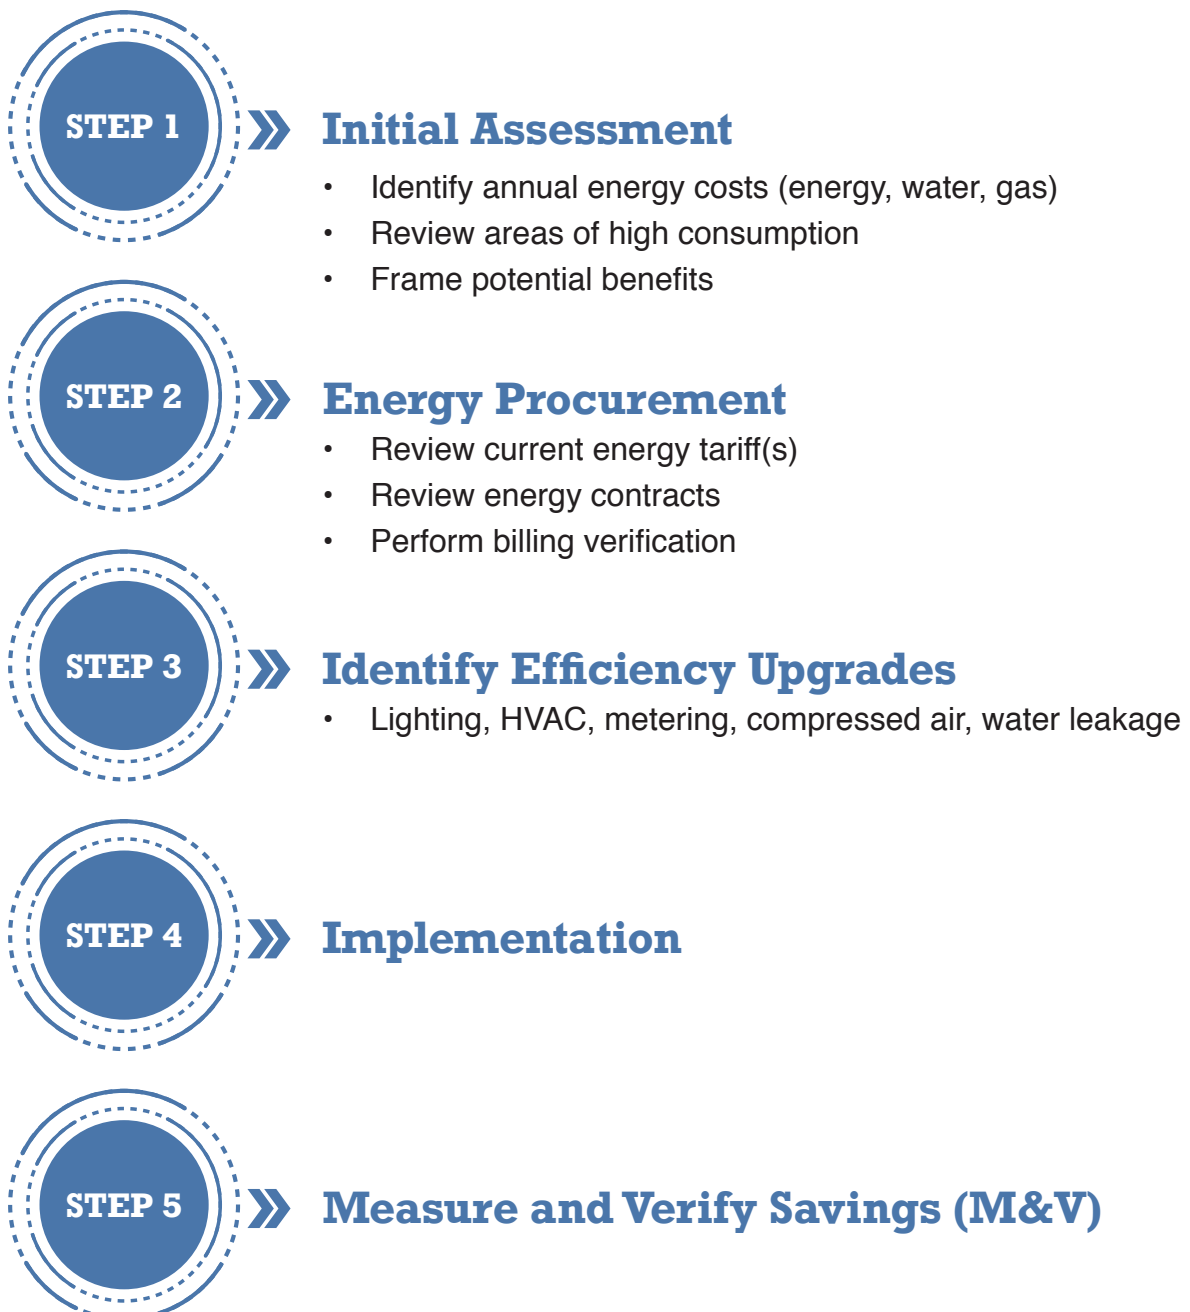 STEP 1
Initial Assessment
• Identify annual energy costs (energy, water, gas)
• Review areas of high consumption
• Frame potential benefits
STEP 2
Energy Procurement
• Review current energy tariff(s)
• Review energy contracts
• Perform billing verification
STEP 3
Identify Efficiency Upgrades
• Lighting, HVAC, metering, compressed air, water leakage
STEP 4
Implementation
STEP 5
Measure and Verify Savings (M&V)